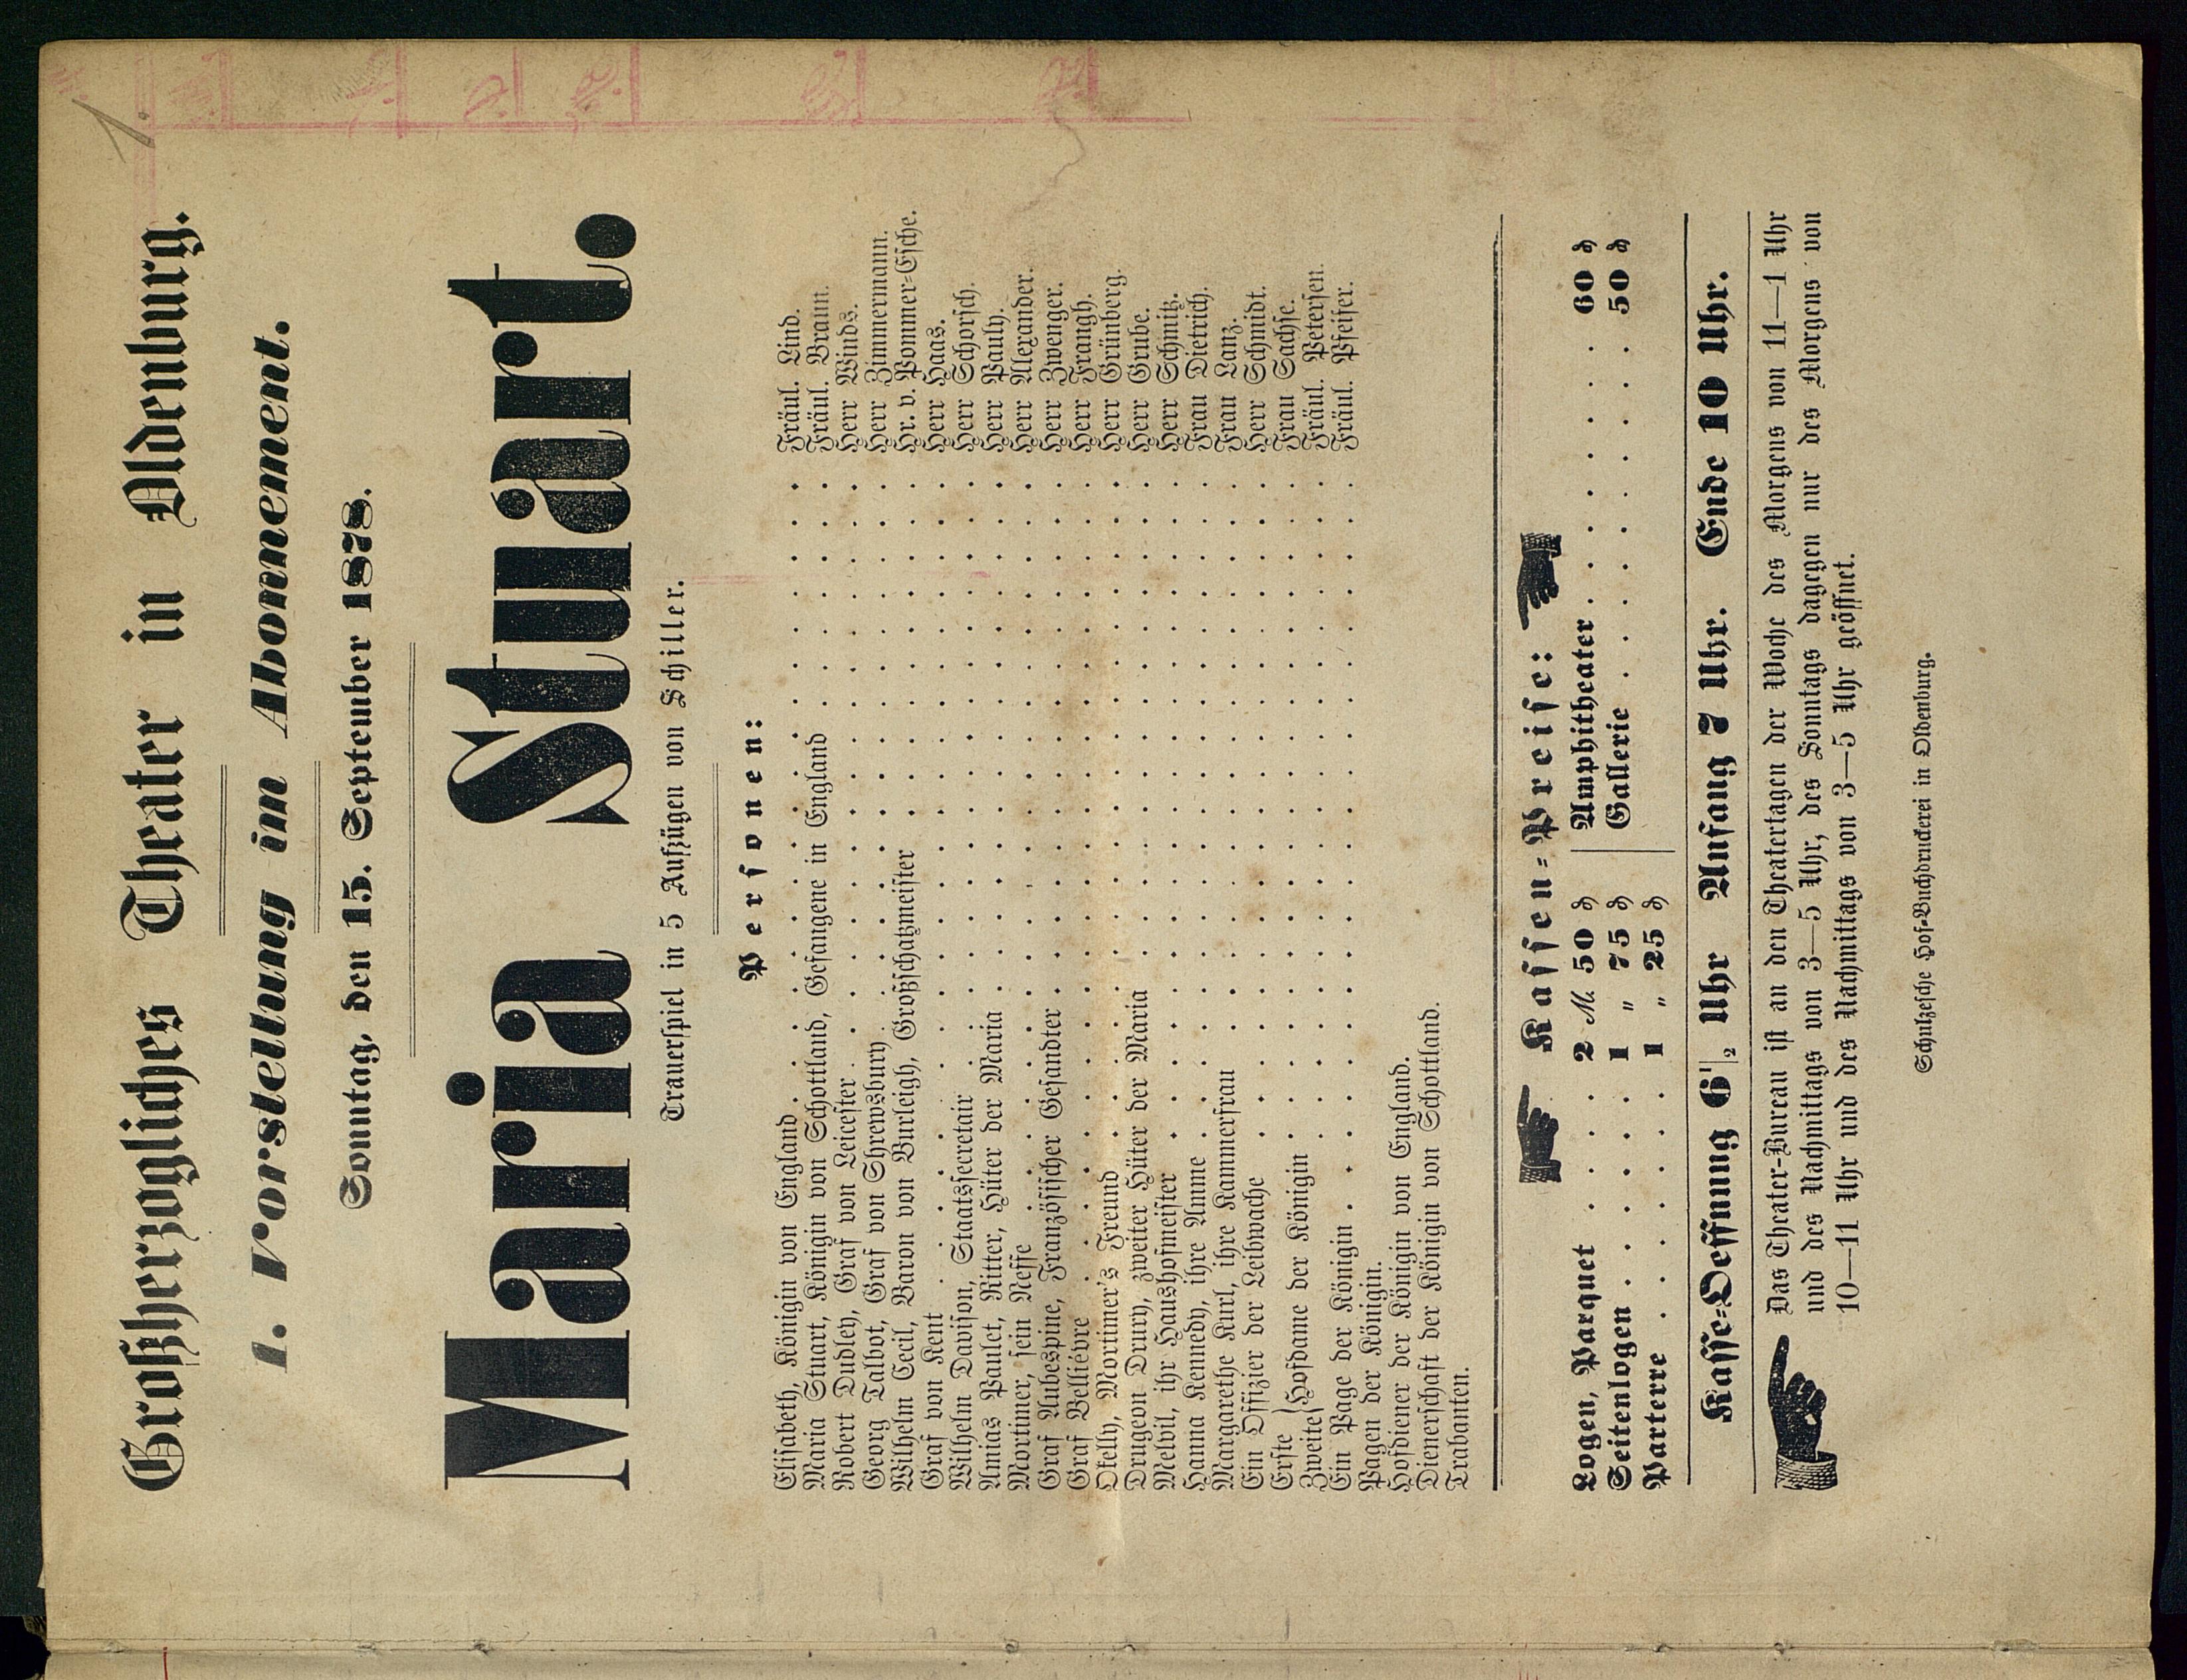 1.
Großherzogliches Theater in Oldenburg.
1. Vorstellung im Abonnement.
Sonntag, den 15. September 1878.
Maria Stuart.
Trauerspiel in 5 Aufzügen von Schiller.
Personen:
Elisabeth, Königin von England . . . . . Fräul. Lind.
Maria Stuart, Königin von Schottland, Gefangene in England . . . . . Fräul. Braun.
Robert Dudley, Graf von Leicester . . . . . Herr Winds.
Georg Talbot, Graf von Shrewsbury . . . . . Herr Zimmermann.
Wilhelm Cecil, Baron von Burleigh, Großschatzmeister . . . . . Hr. v. Pommer-Esche.
Graf von Kent . . . . . Herr Haas.
Wilhelm Davison, Staatssecretair . . . . . Herr Schorsch.
Amias Paulet, Ritter, Hüter der Maria . . . . . Herr Pauly.
Mortimer, sein Neffe . . . . . Herr Alexander.
Graf Aubespine, Französischer Gesandter . . . . . Herr Zwenger.
Graf Bellièvre . . . . . Herr Frangh.
Okelly, Mortimer's Freund . . . . . Herr Grünberg.
Drugeon Drury, zweiter Hüter der Maria . . . . . Herr Grube.
Melvil, ihr Haushofmeister . . . . . Herr Schmitz.
Hanna Kennedy, ihre Amme . . . . . Frau Dietrich.
Margarethe Kurl, ihre Kammerfrau . . . . . Frau Lanz.
Ein Offizier der Leibwache . . . . . Herr Schmidt.
Erste } Hofdame der Königin . . . . . Frau Sachse.
Zweite } . . . . . Fräul. Petersen.
Ein Page der Königin . . . . . Fräul. Pfeifer.
Pagen der Königin.
Hofdiener der Königin von England.
Dienerschaft der Königin von Schottland.
Trabanten.
Kassen-Preise:
Logen, Parquet . . . . 2 M. 50 ₰
Seitenlogen . . . . . 1 „ 75 ₰
Parterre . . . . . 1 „ 25 ₰
Amphitheater . . . . . 60 ₰
Gallerie . . . . . 50 ₰
Kasse-Oeffnung 6 1|2 Uhr Anfang 7 Uhr. Ende 10 Uhr.
Das Theater-Bureau ist an den Theatertagen der Woche des Morgens von 11—1 Uhr
und des Nachmittags von 3—5 Uhr, des Sonntags dagegen nur des Morgens von
10—11 Uhr und des Nachmittags von 3—5 Uhr geöffnet.
Schulzesche Hof-Buchdruckerei in Oldenburg.